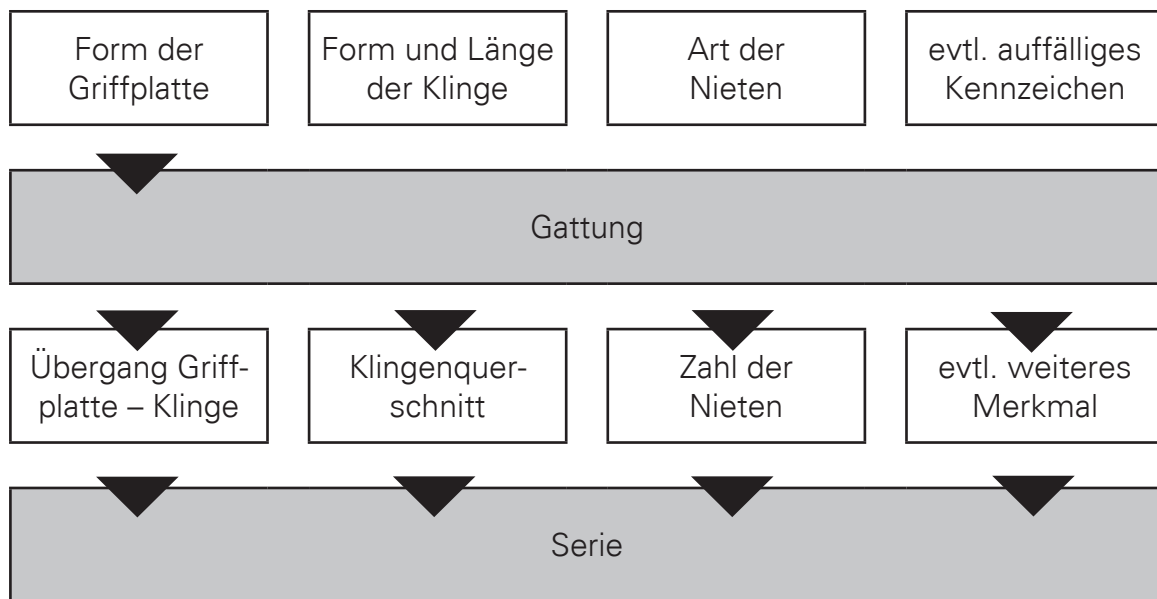 Form der
Griffplatte
Form und Länge
der Klinge
Art der
Nieten
evtl. auffälliges
Kennzeichen
Gattung
Übergang Griff-
platte – Klinge
Klingenquer-
schnitt
Zahl der
Nieten
evtl. weiteres
Merkmal
Serie